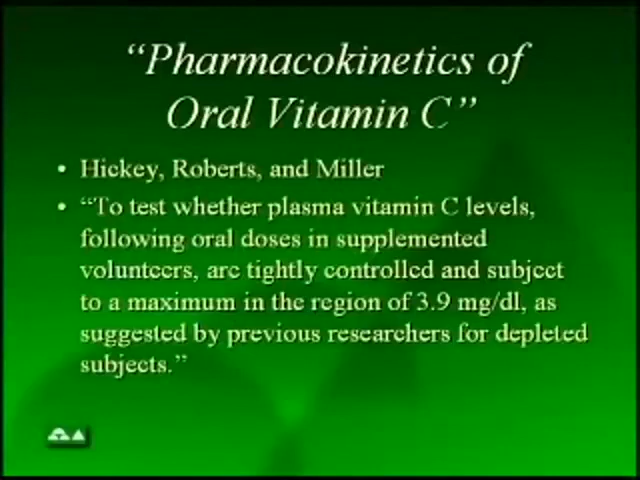 “Pharmacokinetics of
Oral Vitamin C”
• Hickey, Roberts, and Miller
• “To test whether plasma vitamin C levels,
following oral doses in supplemented
volunteers, are tightly controlled and subject
to a maximum in the region of 3.9 mg/dl, as
suggested by previous researchers for depleted
subjects.”